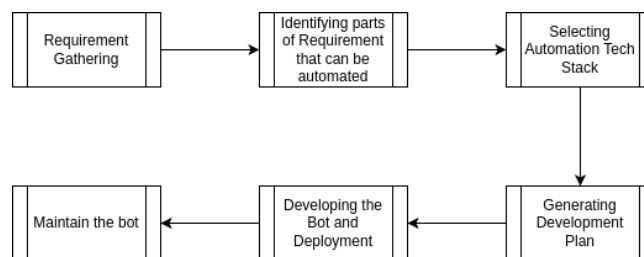 Requirement
Gathering
Identifying parts
of Requirement
that can be
automated
Selecting
Automation Tech
Stack
Maintain the bot
Developing the
Bot and
Deployment
Generating
Development
Plan